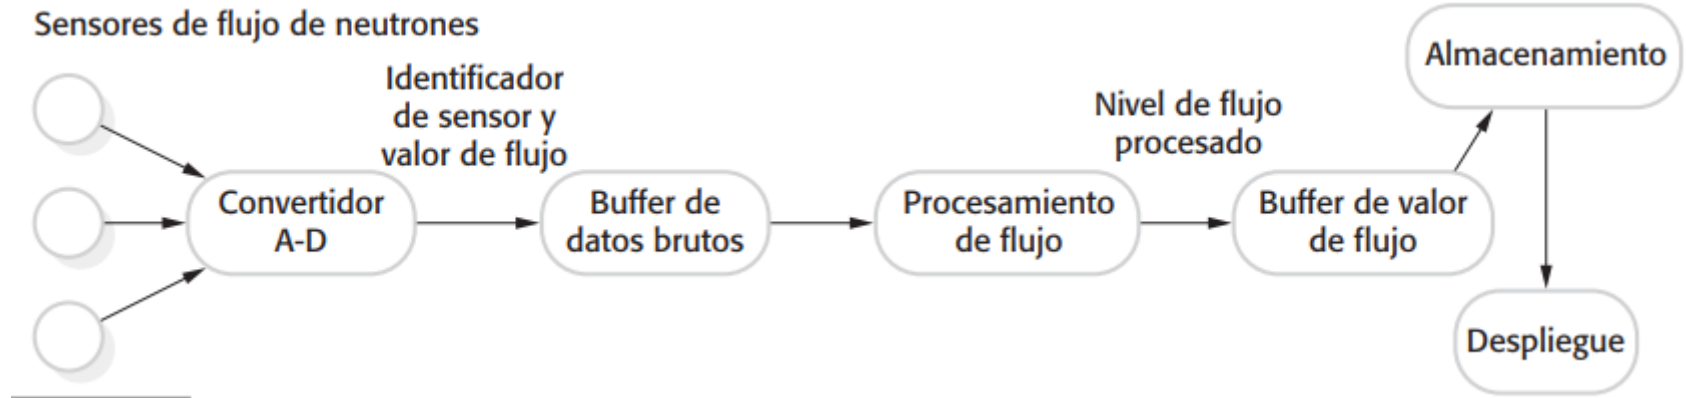 Sensores de flujo de neutrones
Identificador
de sensor y
valor de flujo
Convertidor
A-D
Buffer de
datos brutos
Procesamiento
de flujo
Nivel de flujo
procesado
Buffer de valor
de flujo
Almacenamiento
Despliegue